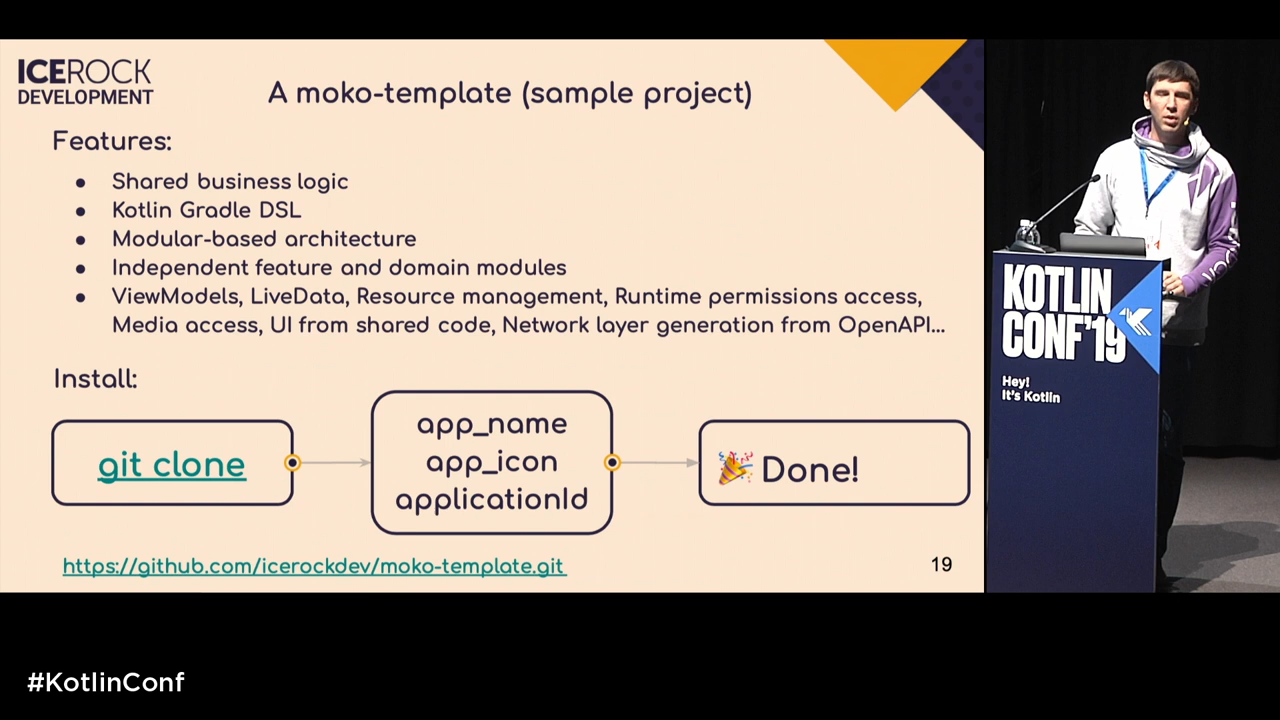 ICEROCK
DEVELOPMENT
A moko-template (sample project)
Features:
● Shared business logic
● Kotlin Gradle DSL
● Modular-based architecture
● Independent feature and domain modules
● ViewModels, LiveData, Resource management, Runtime permissions access,
Media access, UI from shared code, Network layer generation from OpenAPI...
Install:
git clone
app_name
app_icon
applicationId
🎉 Done!
https://github.com/icerockdev/moko-template.git
19
KOTLIN
CONF'19
Hey!
It's Kotlin
#KotlinConf